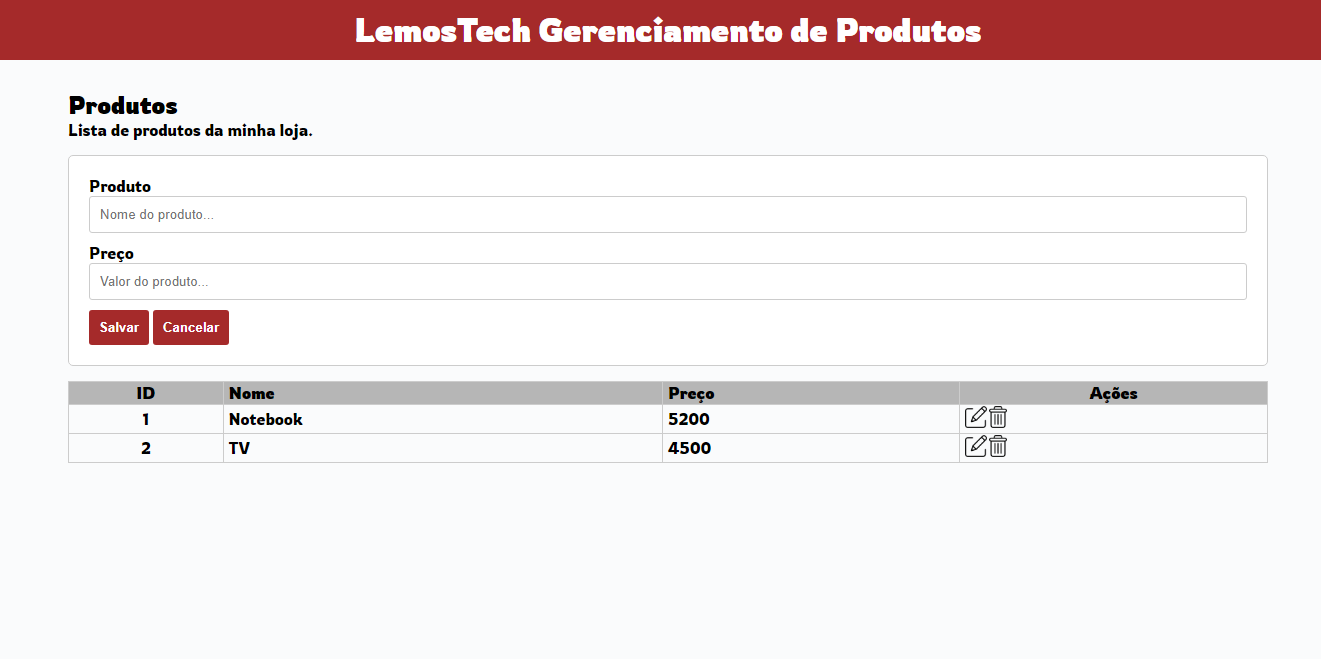 LemosTech Gerenciamento de Produtos
Produtos
Lista de produtos da minha loja.
Produto
Nome do produto...
Preço
Valor do produto...
Salvar Cancelar
ID Nome Preço Ações
1 Notebook 5200
2 TV 4500